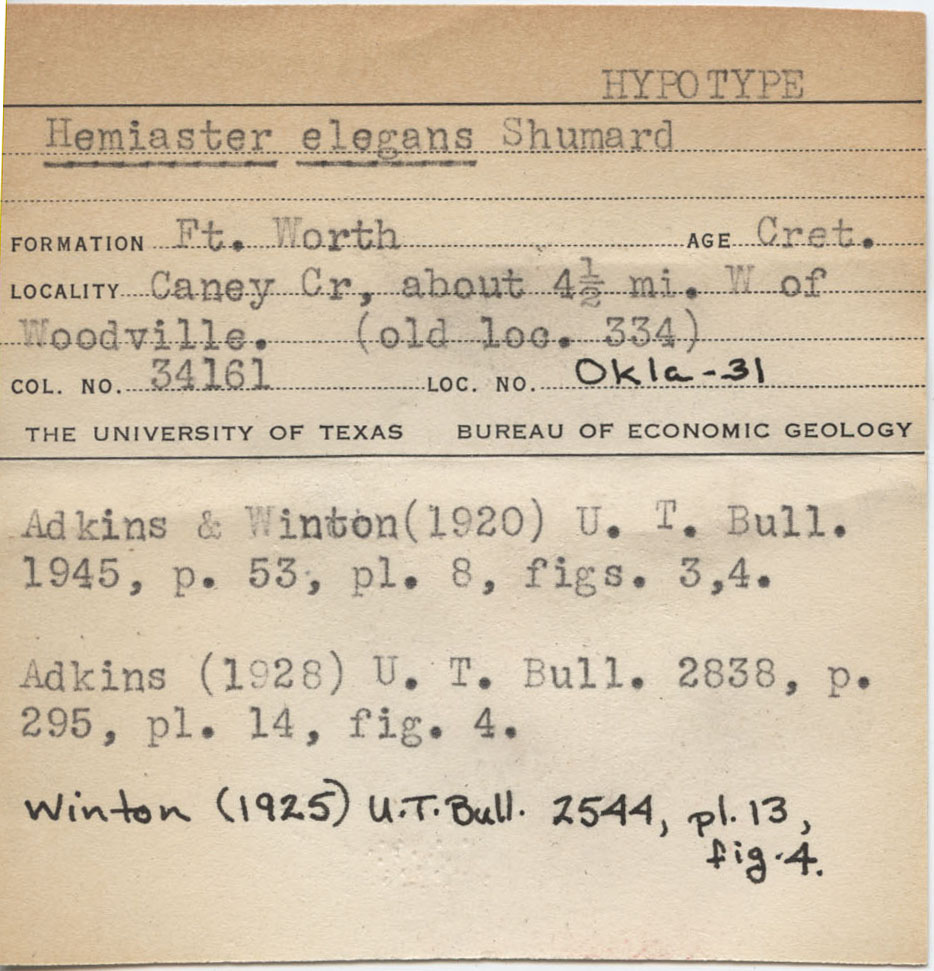 HYPOTYPE
Hemiaster elegans Shumard
FORMATION Ft. Worth AGE Cret.
LOCALITY Caney Cr, about 4½ mi. W of
Woodville. (old loc. 334)
COL. NO. 34161 LOC. NO. Okla-31
THE UNIVERSITY OF TEXAS BUREAU OF ECONOMIC GEOLOGY
Adkins & Winton(1920) U. T. Bull.
1945, p. 53, pl. 8, figs. 3,4.
Adkins (1928) U. T. Bull. 2838, p.
295, pl. 14, fig. 4.
Winton (1925) U.T. Bull. 2544, pl. 13,
fig. 4.